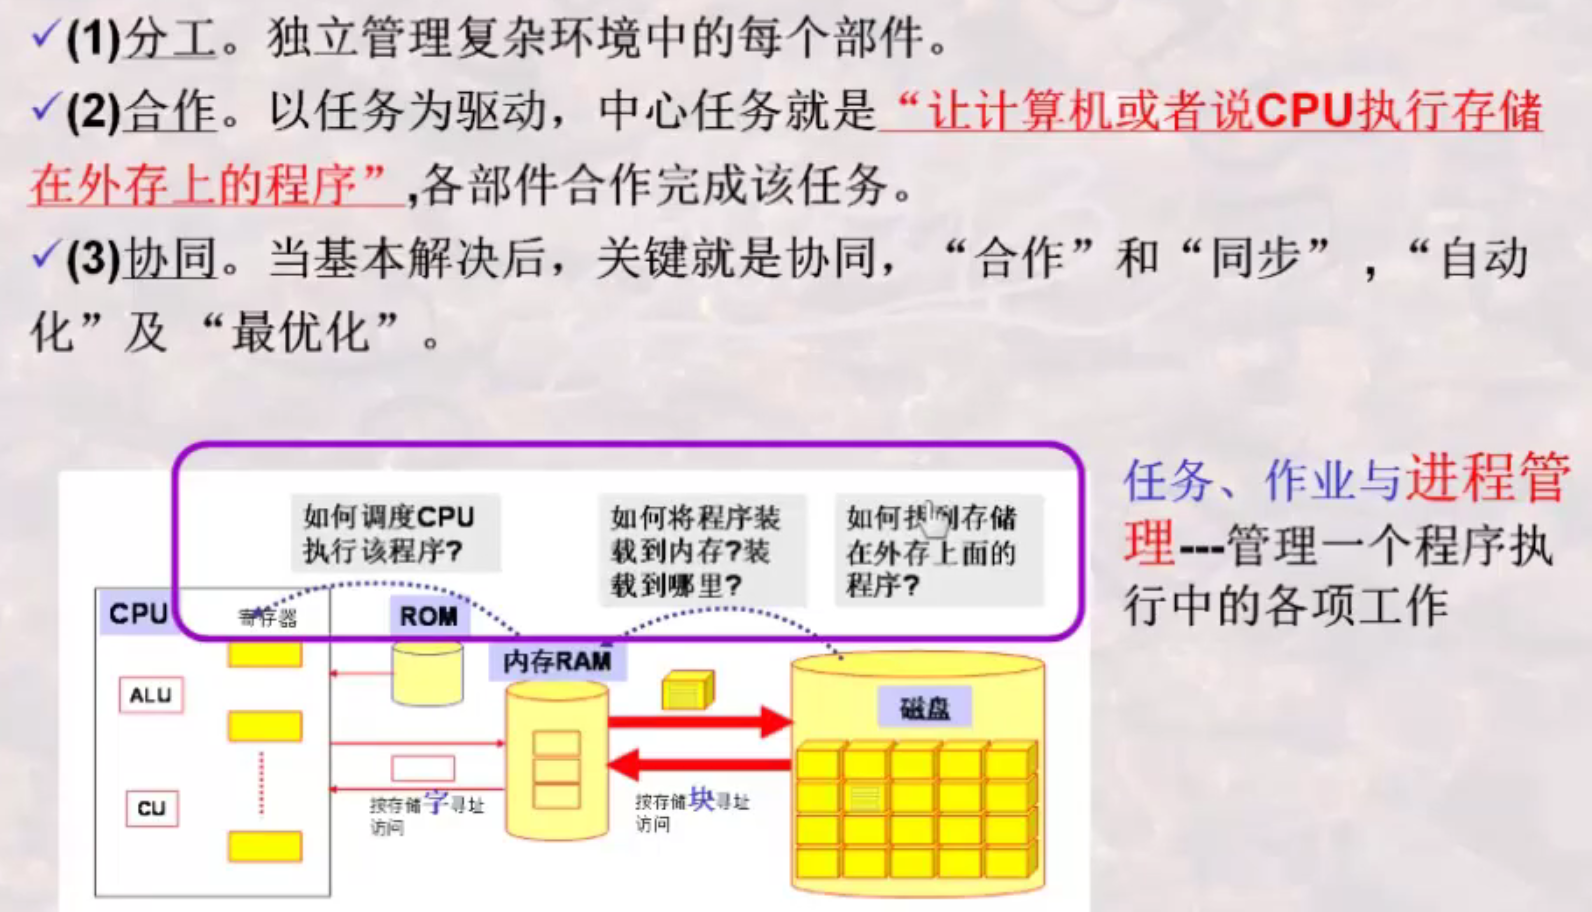 ✓(1)分工。独立管理复杂环境中的每个部件。
✓(2)合作。以任务为驱动，中心任务就是“让计算机或者说CPU执行存储
在外存上的程序”,各部件合作完成该任务。
✓(3)协同。当基本解决后，关键就是协同，“合作”和“同步”,“自动
化”及“最优化”。
如何调度CPU
执行该程序?
如何将程序装
载到内存?装
载到哪里?
如何找到存储
在外存上面的
程序?
任务、作业与进程管
理---管理一个程序执
行中的各项工作
CPU
寄存器
ROM
内存RAM
磁盘
ALU
CU
按存储字寻址
访问
按存储块寻址
访问